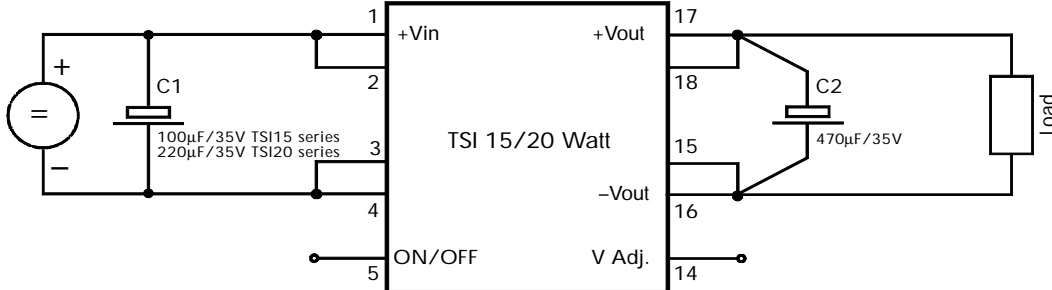 1
+Vin
+Vout
17
+
C1
2
18
C2
=
100µF/35V TSI15 series
220µF/35V TSI20 series
TSI 15/20 Watt
470µF/35V
Load
3
15
−
4
−Vout
16
ON/OFF
V Adj.
5
14